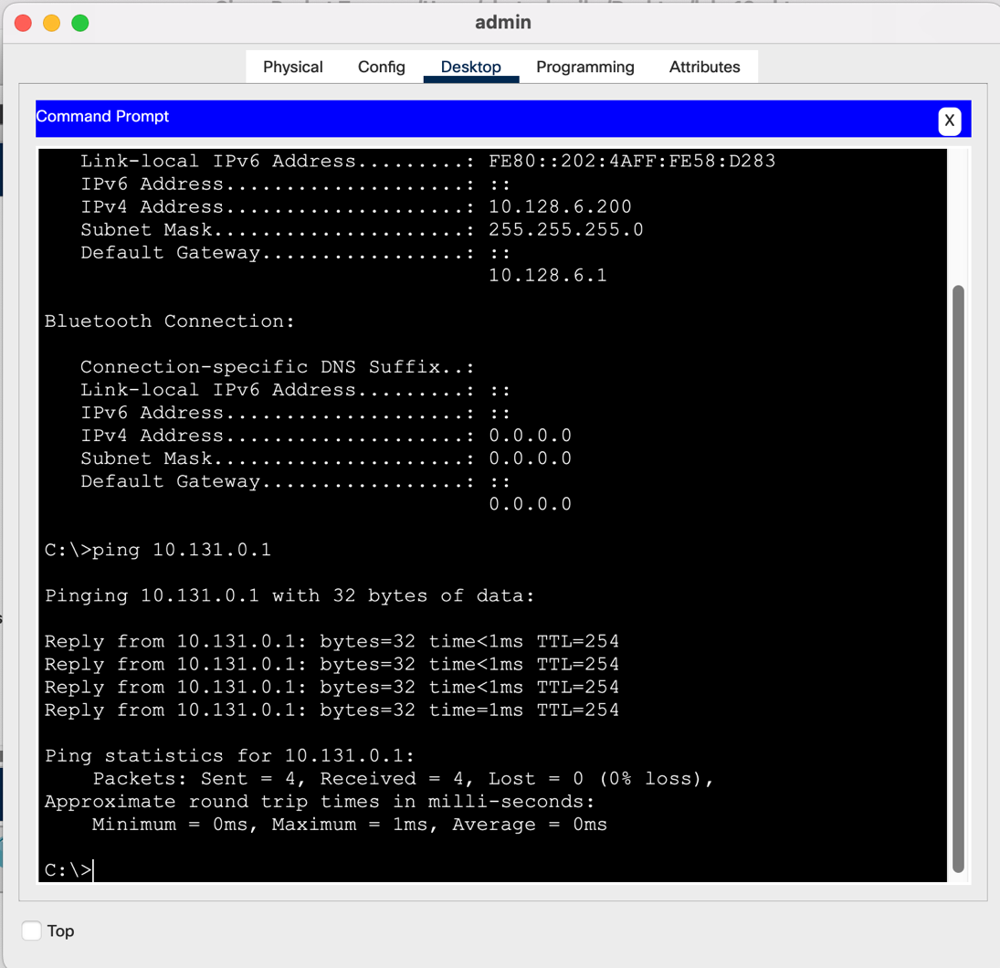 admin
Physical Config Desktop Programming Attributes
Command Prompt X
Link-local IPv6 Address.........: FE80::202:4AFF:FE58:D283
IPv6 Address....................: ::
IPv4 Address....................: 10.128.6.200
Subnet Mask.....................: 255.255.255.0
Default Gateway.................: ::
10.128.6.1
Bluetooth Connection:
Connection-specific DNS Suffix..:
Link-local IPv6 Address.........: ::
IPv6 Address....................: ::
IPv4 Address....................: 0.0.0.0
Subnet Mask.....................: 0.0.0.0
Default Gateway.................: ::
0.0.0.0
C:\>ping 10.131.0.1
Pinging 10.131.0.1 with 32 bytes of data:
Reply from 10.131.0.1: bytes=32 time<1ms TTL=254
Reply from 10.131.0.1: bytes=32 time<1ms TTL=254
Reply from 10.131.0.1: bytes=32 time<1ms TTL=254
Reply from 10.131.0.1: bytes=32 time=1ms TTL=254
Ping statistics for 10.131.0.1:
Packets: Sent = 4, Received = 4, Lost = 0 (0% loss),
Approximate round trip times in milli-seconds:
Minimum = 0ms, Maximum = 1ms, Average = 0ms
C:\>
Top